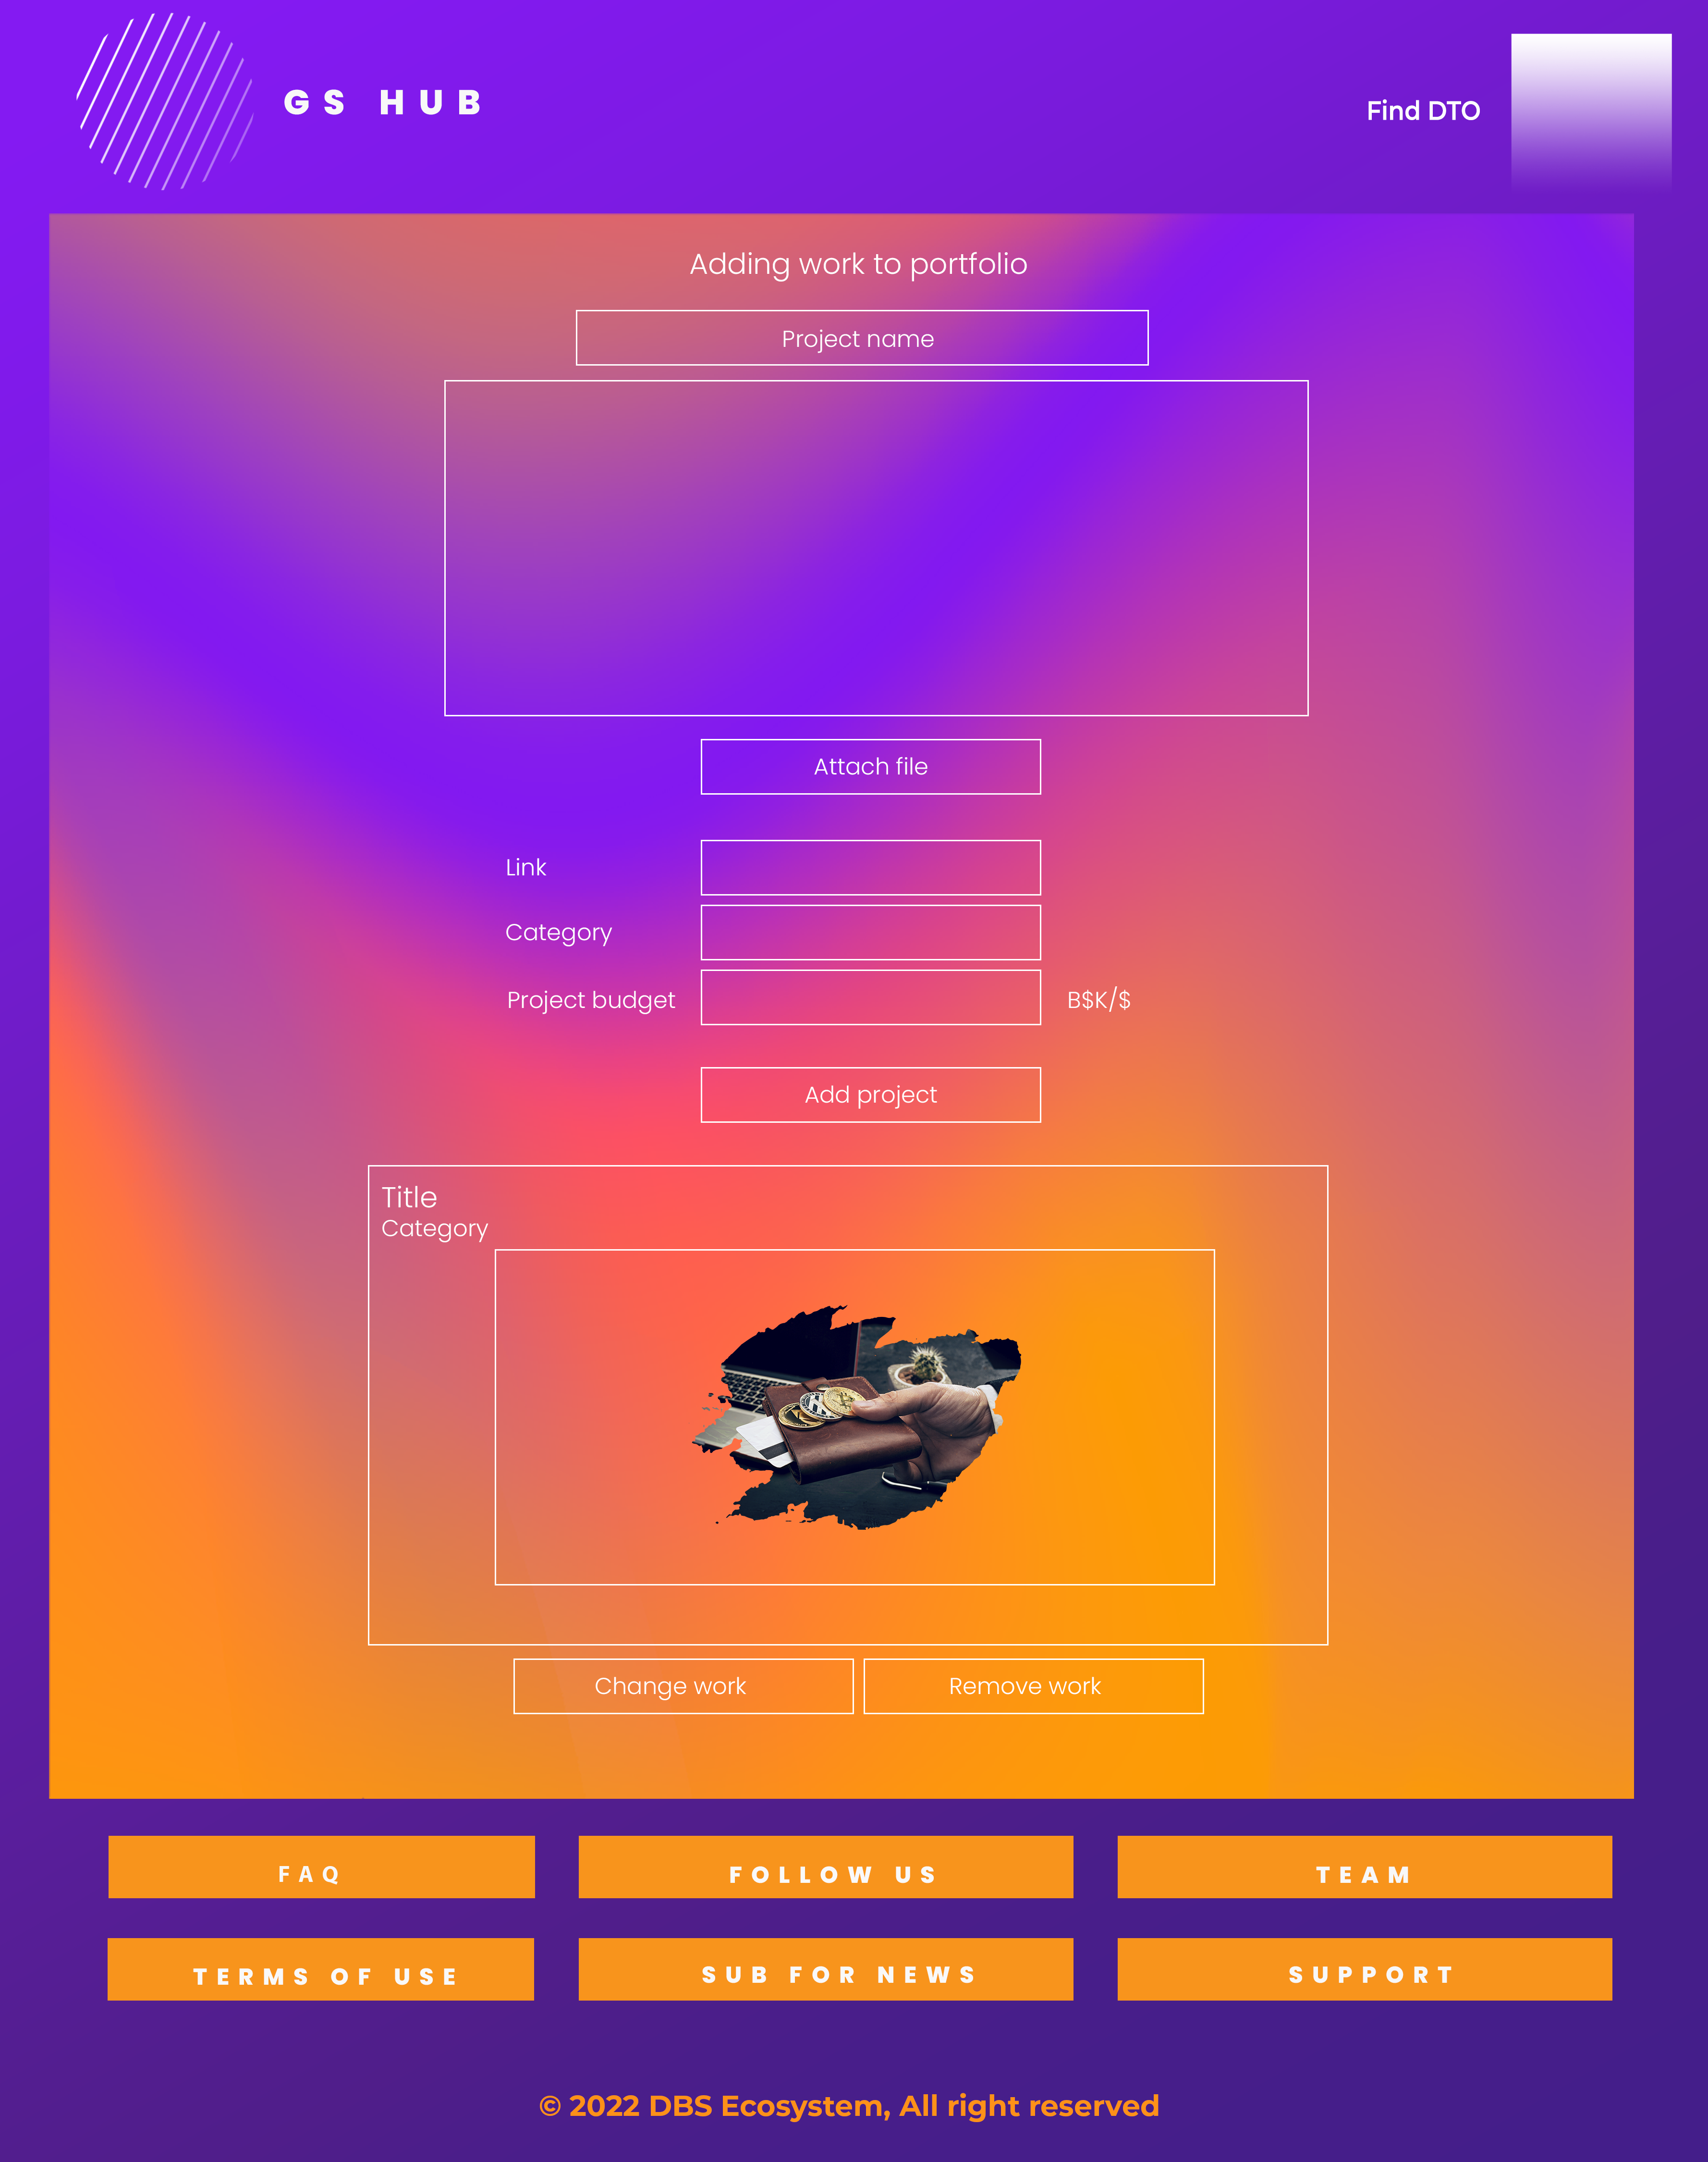 GS HUB
Find DTO
Adding work to portfolio
Project name
Attach file
Link
Category
Project budget
B$K/$
Add project
Title
Category
Change work
Remove work
FAQ
FOLLOW US
TEAM
TERMS OF USE
SUB FOR NEWS
SUPPORT
© 2022 DBS Ecosystem, All right reserved